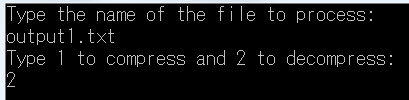 Type the name of the file to process:
output1.txt
Type 1 to compress and 2 to decompress:
2